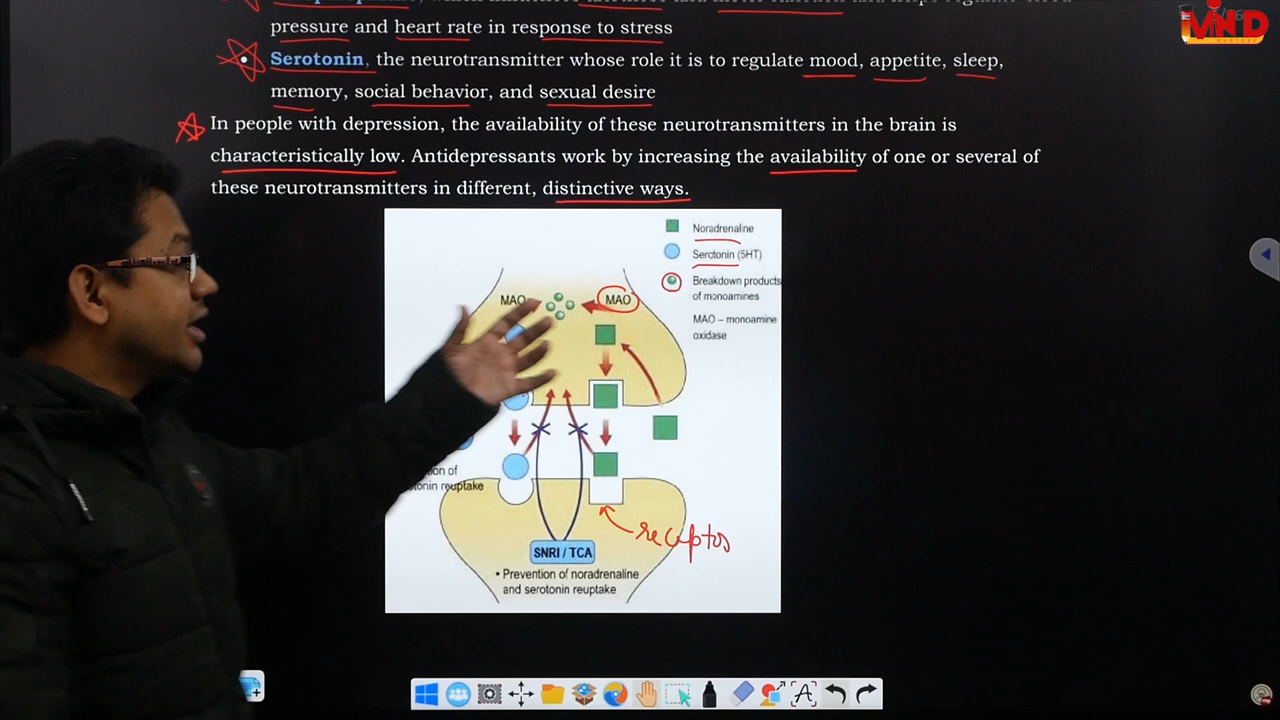 pressure and heart rate in response to stress
Serotonin, the neurotransmitter whose role it is to regulate mood, appetite, sleep,
memory, social behavior, and sexual desire
In people with depression, the availability of these neurotransmitters in the brain is
characteristically low. Antidepressants work by increasing the availability of one or several of
these neurotransmitters in different, distinctive ways.
Noradrenaline
Serotonin (5HT)
Breakdown products
of monoamines
MAO – monoamine
oxidase
MAO
MAO
reuptake
receptos
SNRI / TCA
• Prevention of noradrenaline
and serotonin reuptake
MIND